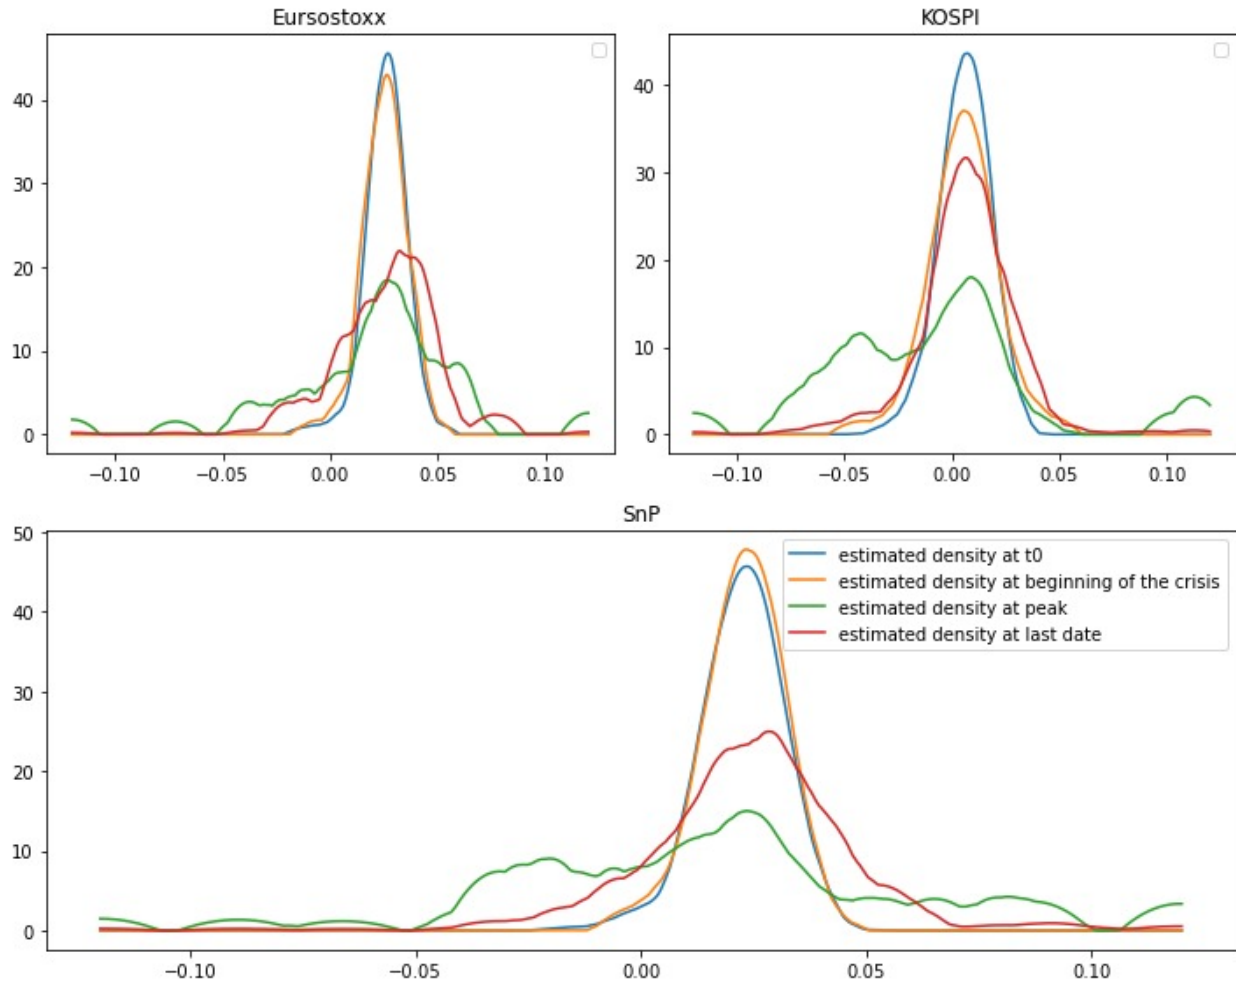 Eursostoxx
KOSPI
40
30
20
10
0
−0.10 −0.05 0.00 0.05 0.10
40
30
20
10
0
−0.10 −0.05 0.00 0.05 0.10
SnP
50
40
30
20
10
0
−0.10 −0.05 0.00 0.05 0.10
estimated density at t0
estimated density at beginning of the crisis
estimated density at peak
estimated density at last date